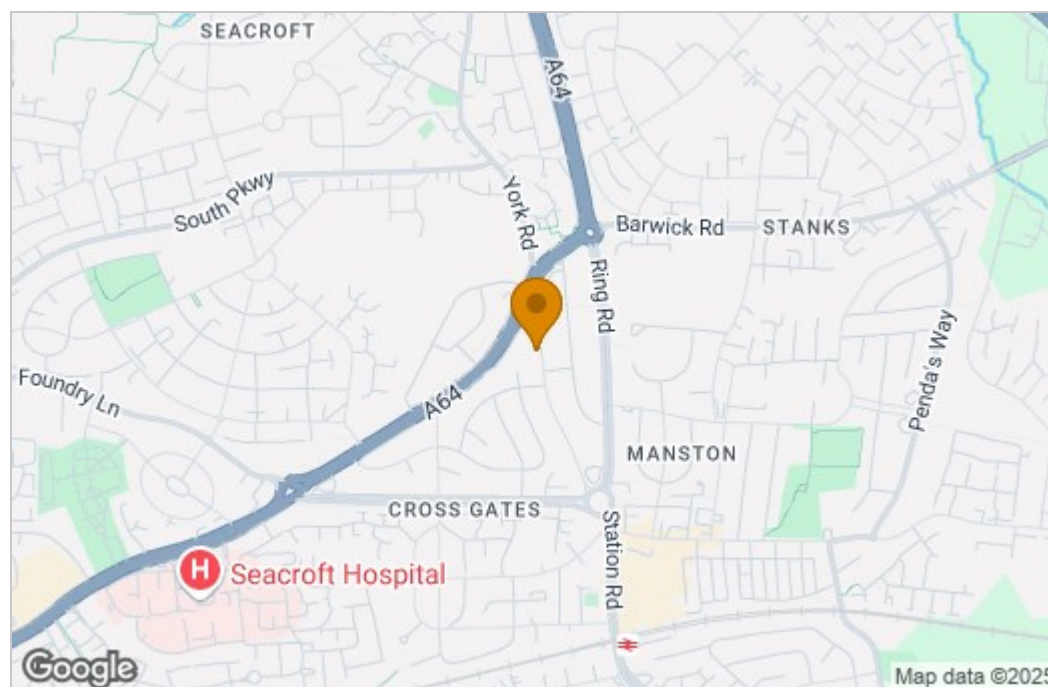 SEACROFT
A64
South Pkwy
York Rd
Barwick Rd
STANKS
Ring Rd
Penda's Way
Foundry Ln
A64
MANSTON
CROSS GATES
Station Rd
H
Seacroft Hospital
Google
Map data ©2025